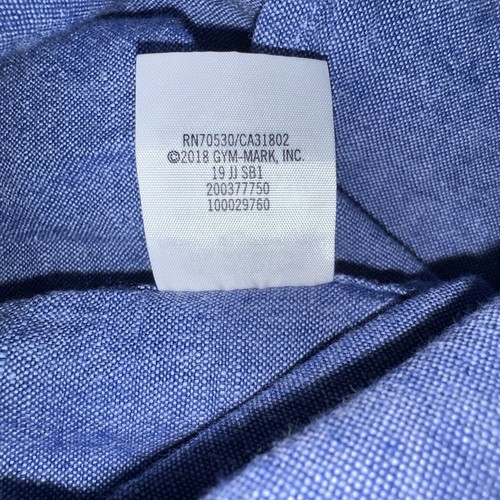 RN70530/CA31802
©2018 GYM-MARK, INC.
19 JJ SB1
200377750
100029760